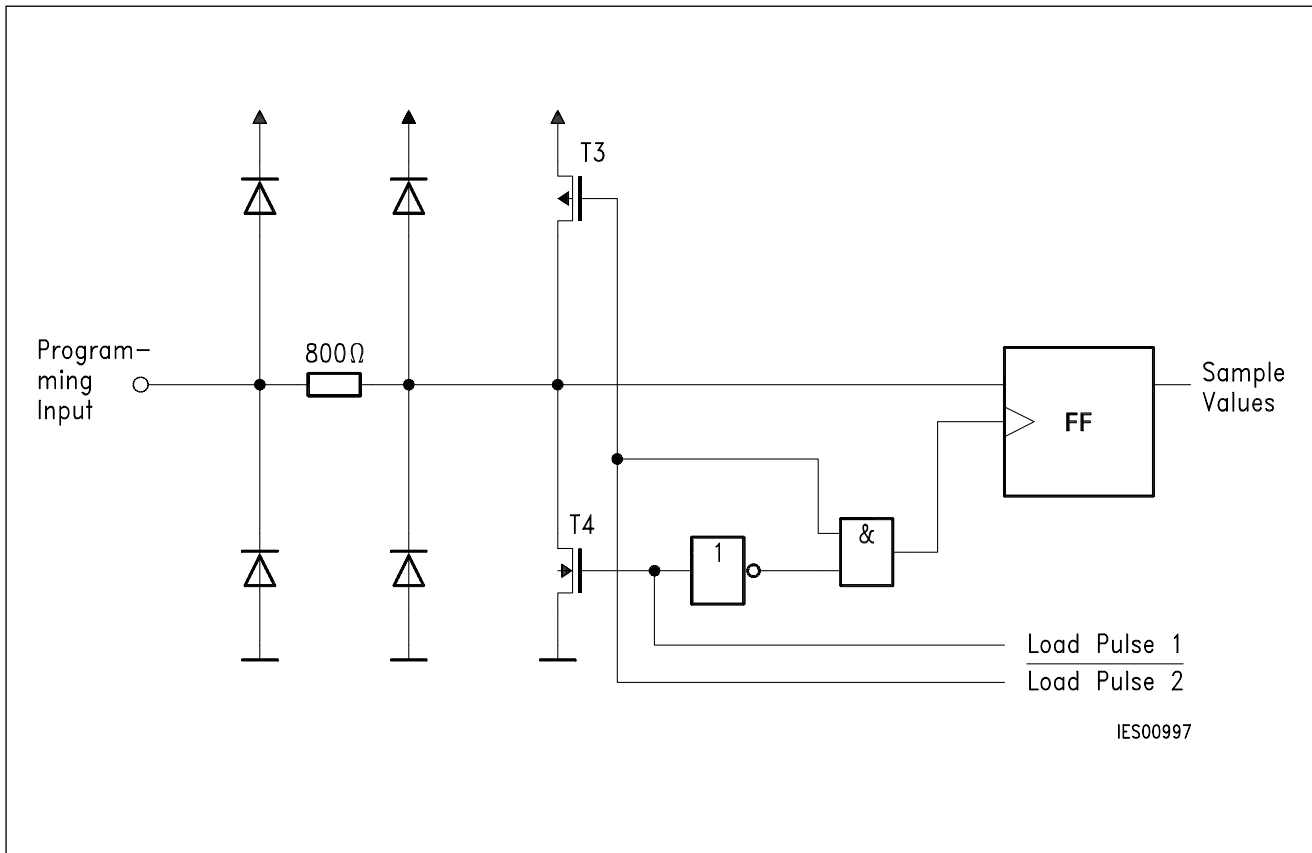 T3
Program-
ming
Input
800Ω
FF
Sample
Values
T4
1
&
Load Pulse 1
Load Pulse 2
IES00997